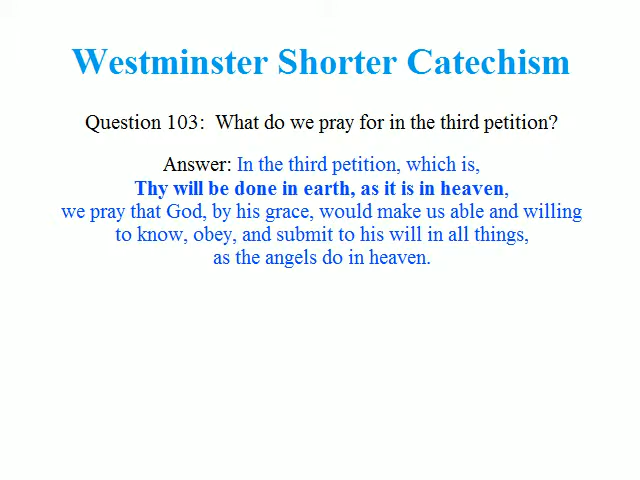 Westminster Shorter Catechism
Question 103:  What do we pray for in the third petition?
Answer: In the third petition, which is,
Thy will be done in earth, as it is in heaven,
we pray that God, by his grace, would make us able and willing
to know, obey, and submit to his will in all things,
as the angels do in heaven.